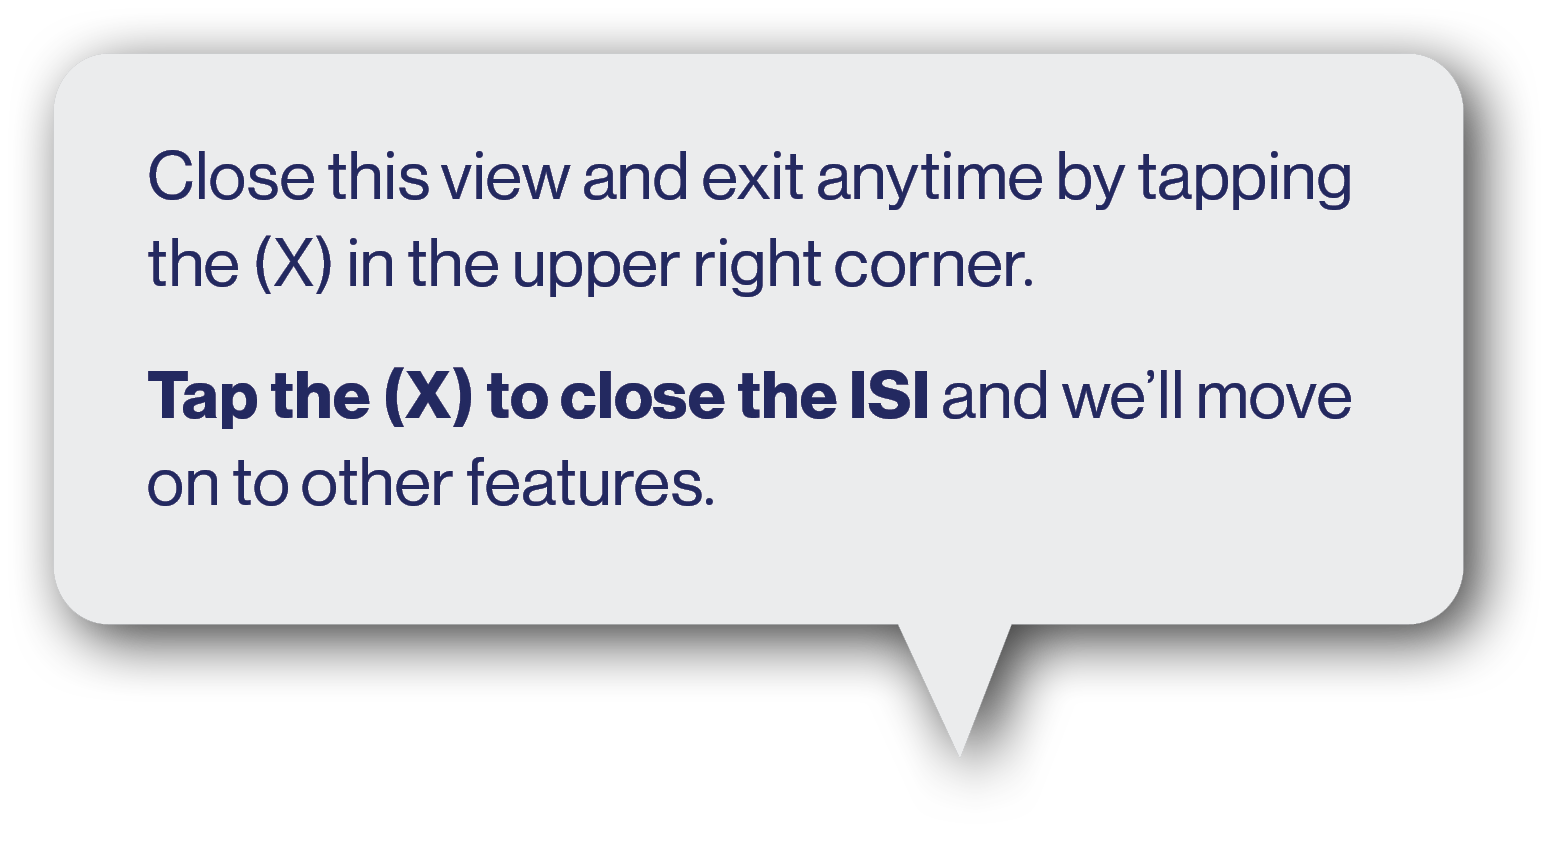 Close this view and exit anytime by tapping
the (X) in the upper right corner.
Tap the (X) to close the ISI and we’ll move
on to other features.